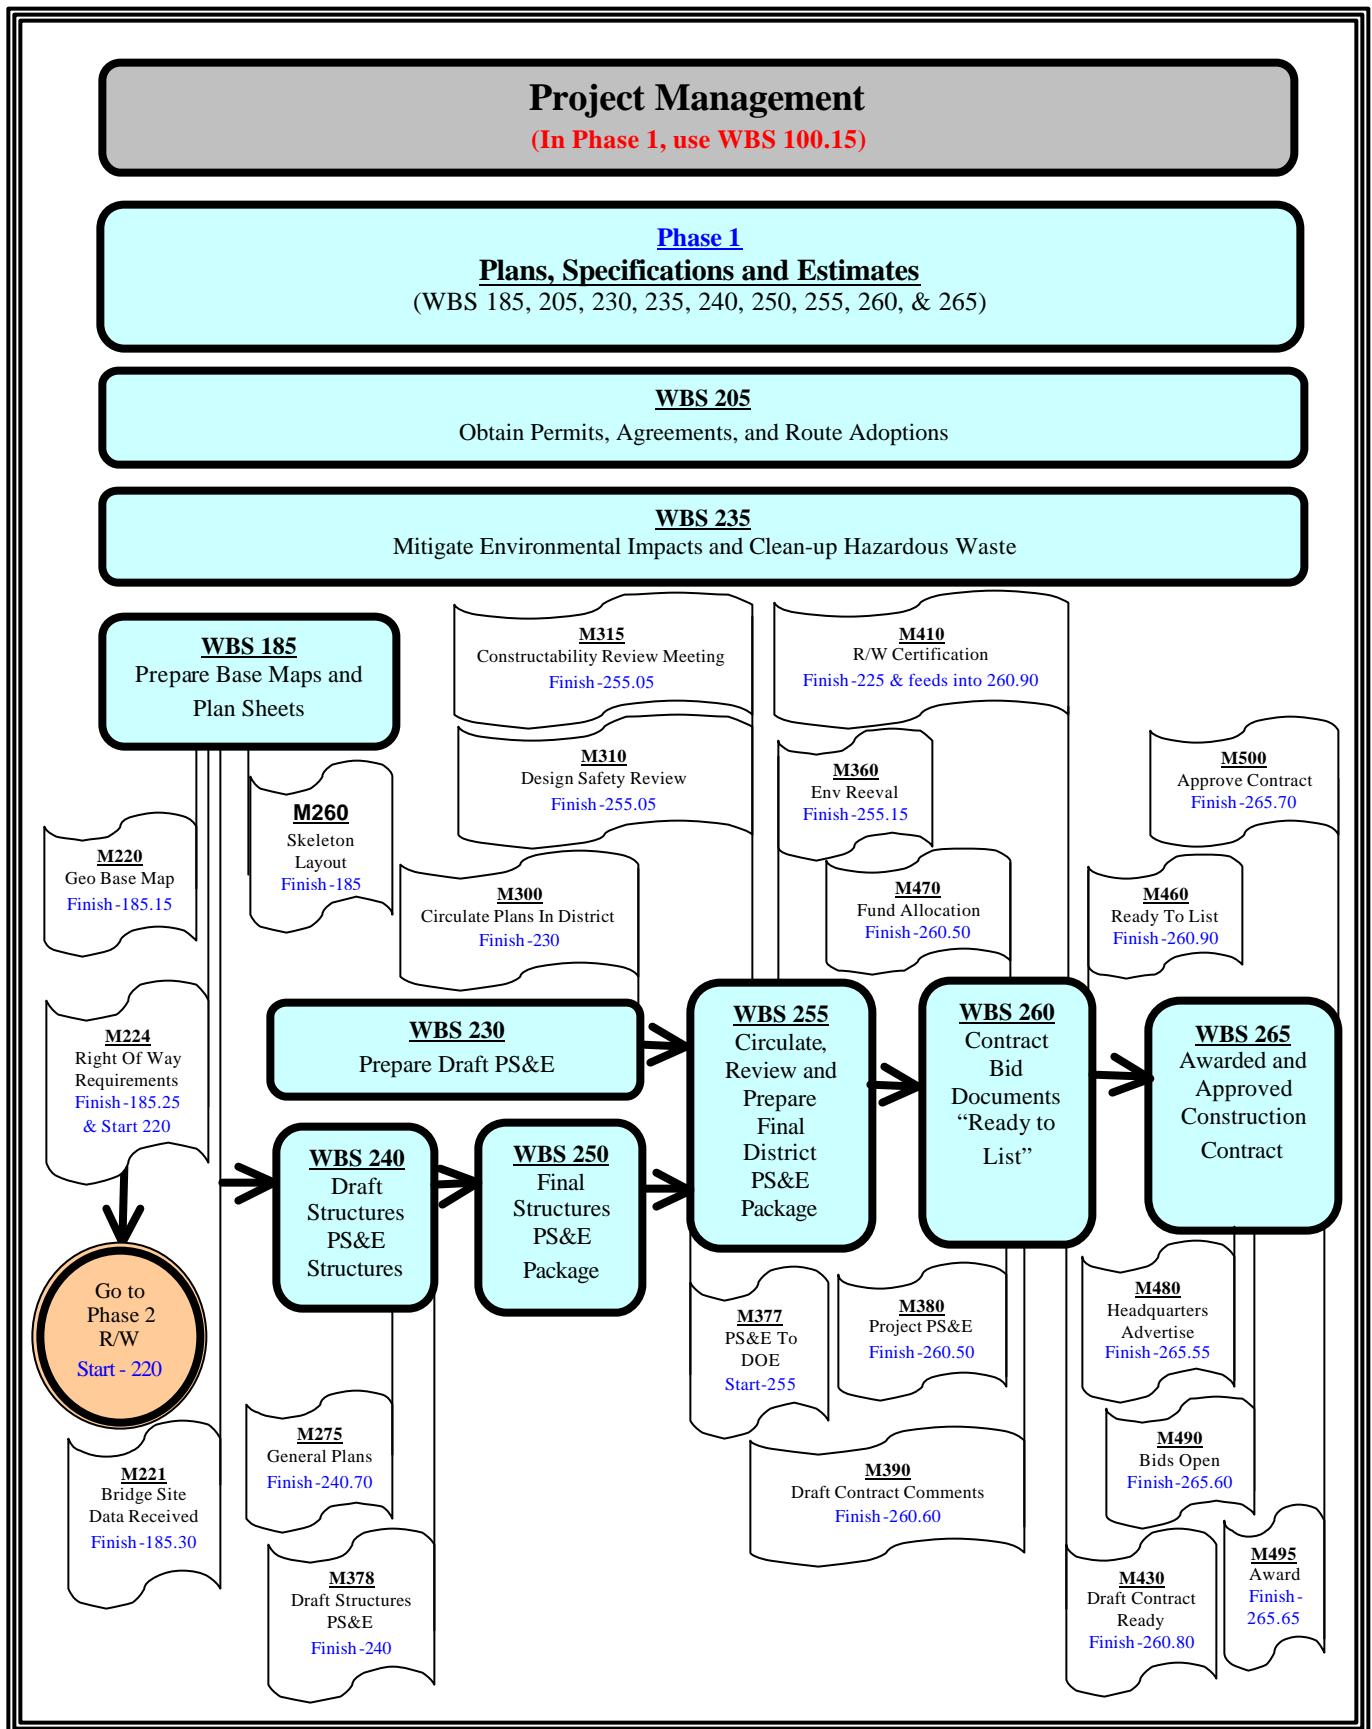 Project Management
(In Phase 1, use WBS 100.15)
Phase 1
Plans, Specifications and Estimates
(WBS 185, 205, 230, 235, 240, 250, 255, 260, & 265)
WBS 205
Obtain Permits, Agreements, and Route Adoptions
WBS 235
Mitigate Environmental Impacts and Clean-up Hazardous Waste
WBS 185
Prepare Base Maps and
Plan Sheets
M315
Constructability Review Meeting
Finish-255.05
M410
R/W Certification
Finish-225 & feeds into 260.90
M310
Design Safety Review
Finish-255.05
M360
Env Reeval
Finish-255.15
M500
Approve Contract
Finish-265.70
M260
Skeleton
Layout
Finish-185
M220
Geo Base Map
Finish-185.15
M300
Circulate Plans In District
Finish-230
M470
Fund Allocation
Finish-260.50
M460
Ready To List
Finish-260.90
M224
Right Of Way
Requirements
Finish-185.25
& Start 220
WBS 230
Prepare Draft PS&E
WBS 255
Circulate,
Review and
Prepare
Final
District
PS&E
Package
WBS 260
Contract
Bid
Documents
“Ready to
List”
WBS 265
Awarded and
Approved
Construction
Contract
WBS 240
Draft
Structures
PS&E
Structures
WBS 250
Final
Structures
PS&E
Package
Go to
Phase 2
R/W
Start - 220
M377
PS&E To
DOE
Start-255
M380
Project PS&E
Finish-260.50
M480
Headquarters
Advertise
Finish-265.55
M275
General Plans
Finish-240.70
M221
Bridge Site
Data Received
Finish-185.30
M390
Draft Contract Comments
Finish-260.60
M490
Bids Open
Finish-265.60
M378
Draft Structures
PS&E
Finish-240
M430
Draft Contract
Ready
Finish-260.80
M495
Award
Finish-
265.65